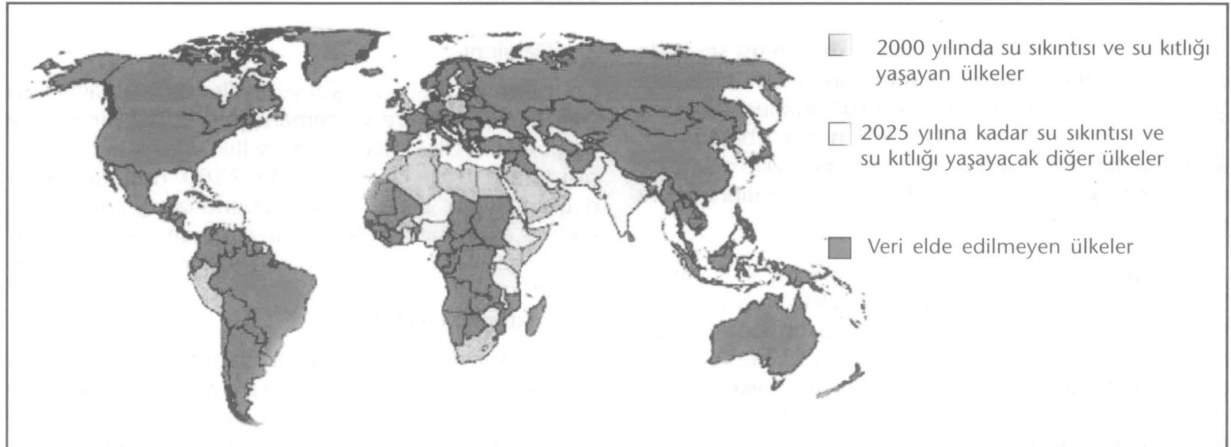 2000 yılında su sıkıntısı ve su kıtlığı
yaşayan ülkeler
2025 yılına kadar su sıkıntısı ve
su kıtlığı yaşayacak diğer ülkeler
Veri elde edilmeyen ülkeler